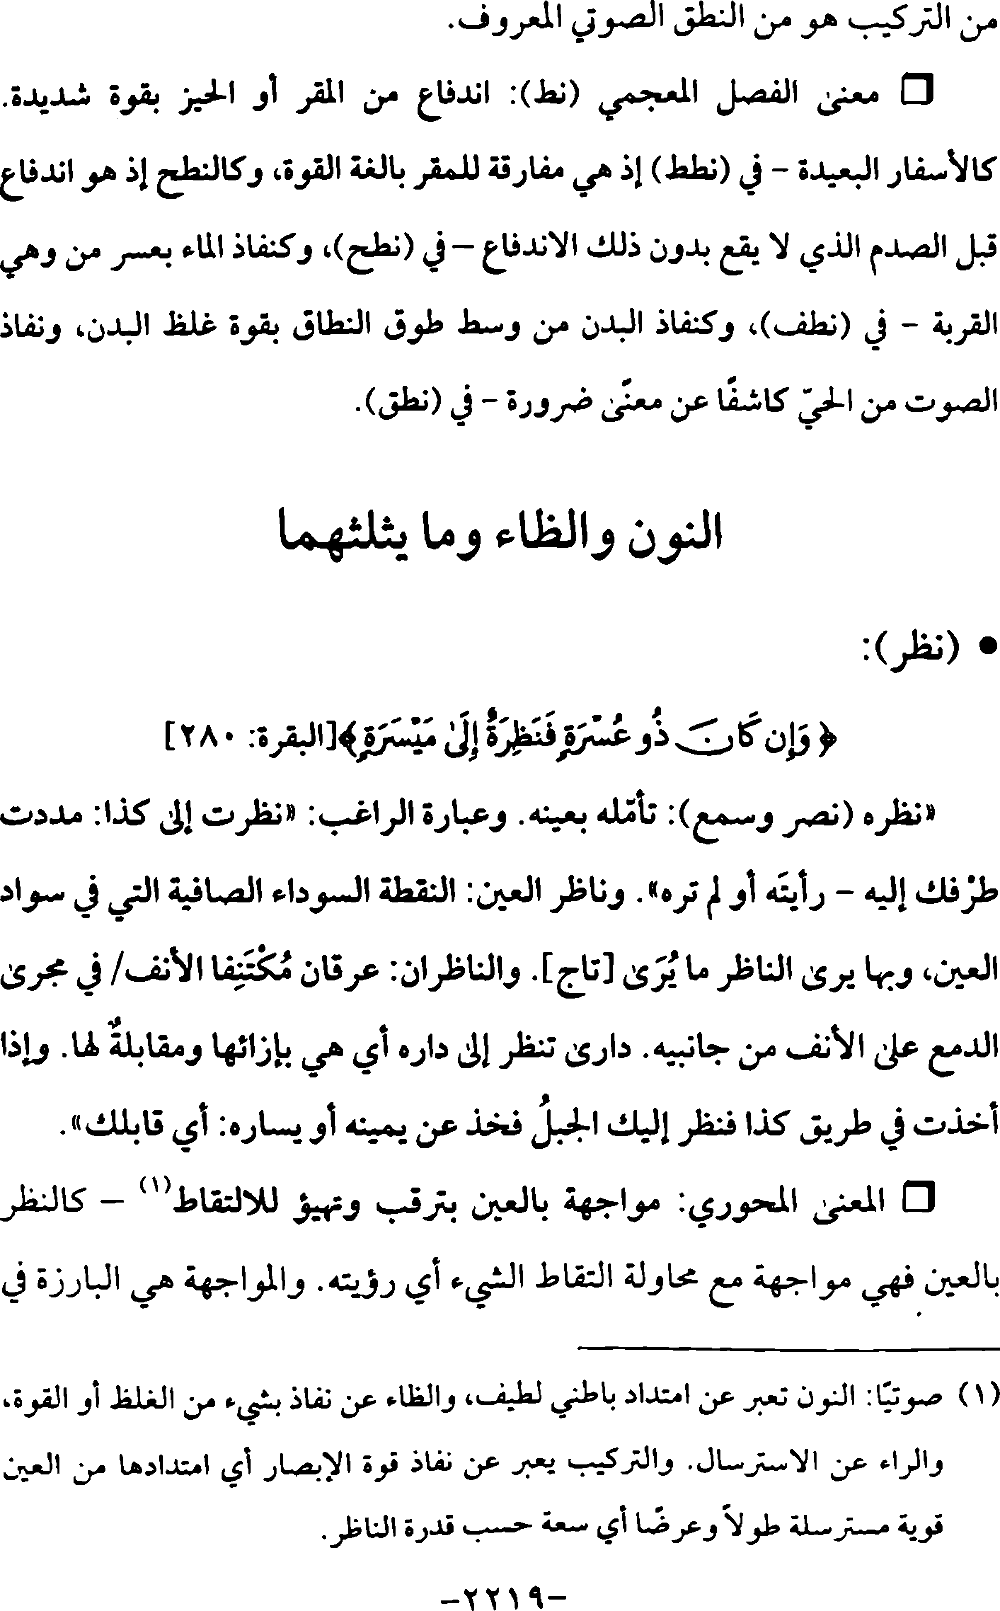 من التركيب هو من النطق الصوتي المعروف.
□ معنى الفصل المعجمي (نط): اندفاع من المقر أو الحيز بقوة شديدة.
كالأسفار البعيدة – في (نطط) إذ هي مفارقة للمقر بالغة القوة، وكالنطح إذ هو اندفاع
قبل الصدم الذي لا يقع بدون ذلك الاندفاع – في (نطح)، وكنفاذ الماء بعسر من وهي
القربة – في (نطف)، وكنفاذ البدن من وسط طوق النطاق بقوة غلظ البدن، ونفاذ
الصوت من الحيّ كاشفًا عن معنًى ضرورة – في (نطق).
النون والظاء وما يثلثهما
• (نظر):
﴿وَإِن كَانَ ذُو عُسْرَةٍ فَنَظِرَةٌ إِلَىٰ مَيْسَرَةٍ﴾ [البقرة: ٢٨٠]
«نظره (نصر وسمع): تأمّله بعينه. وعبارة الراغب: «نظرت إلى كذا: مددت
طرْفك إليه – رأيتَه أو لم تره». وناظر العين: النقطة السوداء الصافية التي في سواد
العين، وبها يرى الناظر ما يُرَى [تاج]. والناظران: عرقان مُكْتَنِفا الأنف/ في مجرى
الدمع على الأنف من جانبيه. دارى تنظر إلى داره أي هي بإزائها ومقابلةٌ لها. وإذا
أخذت في طريق كذا فنظر إليك الجبلُ فخذ عن يمينه أو يساره: أي قابلك».
□ المعنى المحوري: مواجهة بالعين بترقب وتهيؤ للالتقاط(١) – كالنظر
بالعين فهي مواجهة مع محاولة التقاط الشيء أي رؤيته. والمواجهة هي البارزة في
(١) صوتيًا: النون تعبر عن امتداد باطني لطيف، والظاء عن نفاذ بشيء من الغلظ أو القوة،
والراء عن الاسترسال. والتركيب يعبر عن نفاذ قوة الإبصار أي امتدادها من العين
قوية مسترسلة طولاً وعرضًا أي سعة حسب قدرة الناظر.
-٢٢١٩-